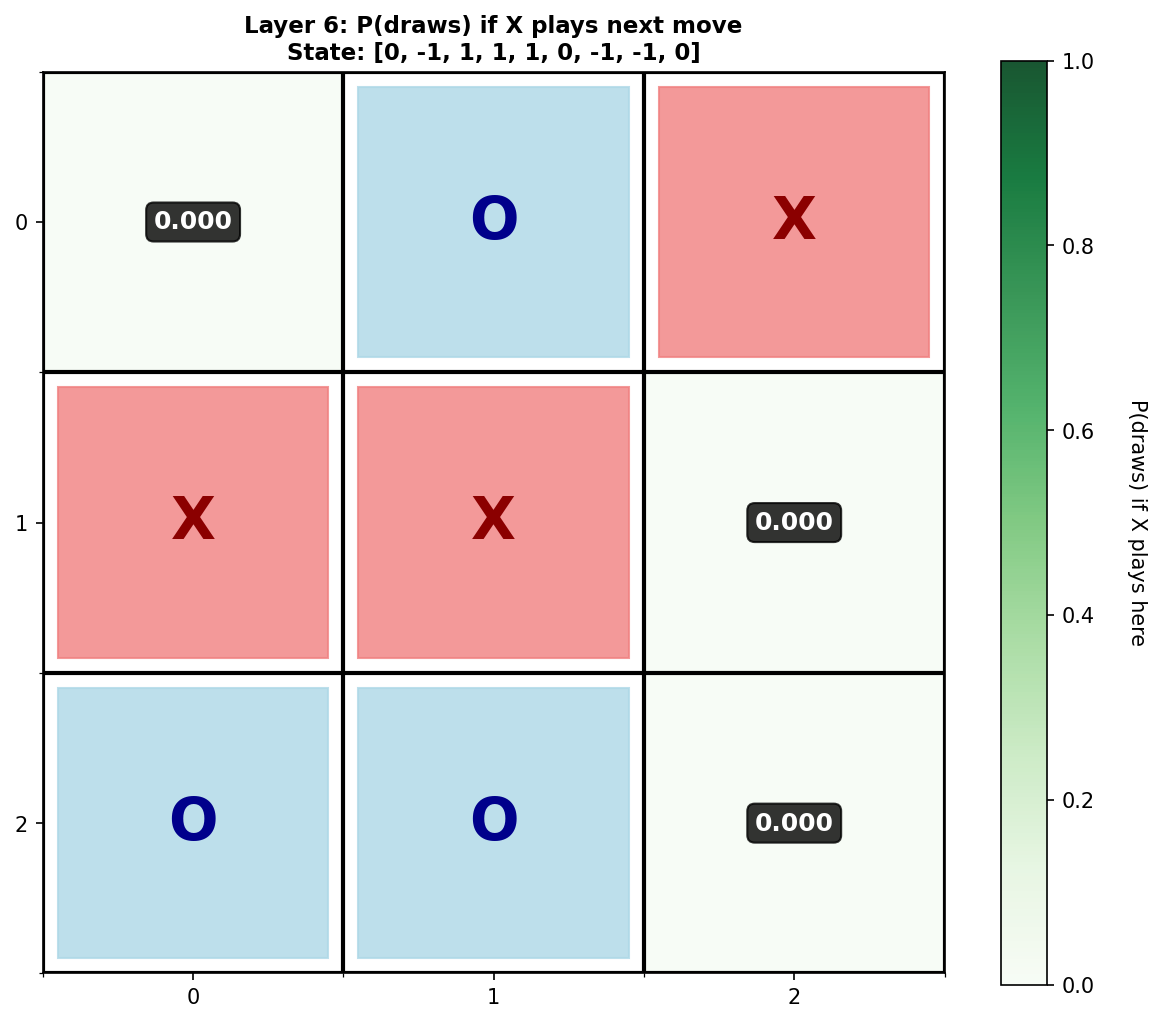 Layer 6: P(draws) if X plays next move
State: [0, -1, 1, 1, 1, 0, -1, -1, 0]
0
0.000
O
X
1
X
X
0.000
2
O
O
0.000
0
1
2
1.0
0.8
0.6
0.4
0.2
0.0
P(draws) if X plays here